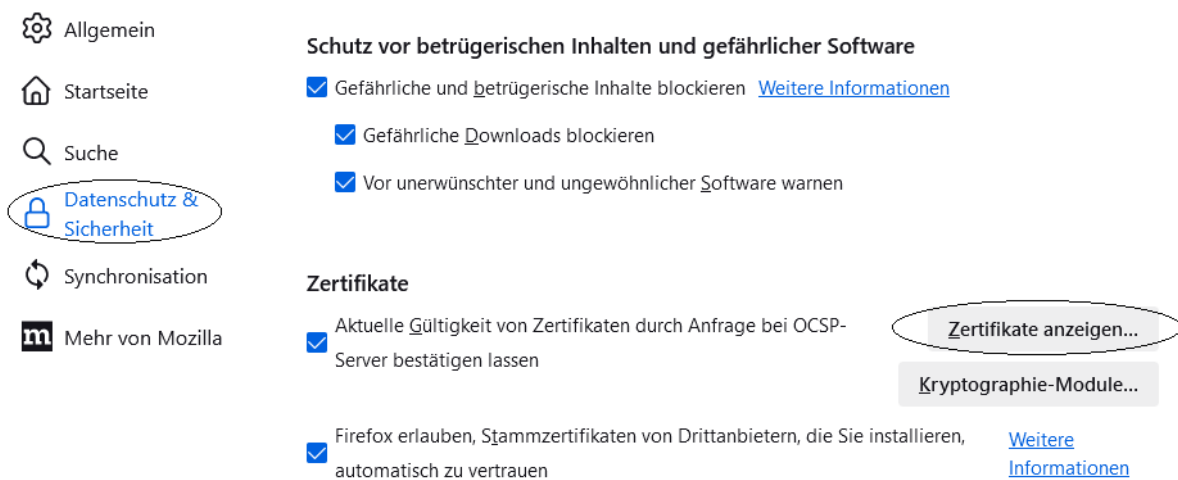 Allgemein
Startseite
Suche
Datenschutz &
Sicherheit
Synchronisation
m Mehr von Mozilla
Schutz vor betrügerischen Inhalten und gefährlicher Software
Gefährliche und betrügerische Inhalte blockieren Weitere Informationen
Gefährliche Downloads blockieren
Vor unerwünschter und ungewöhnlicher Software warnen
Zertifikate
Aktuelle Gültigkeit von Zertifikaten durch Anfrage bei OCSP-
Server bestätigen lassen
Zertifikate anzeigen...
Kryptographie-Module...
Firefox erlauben, Stammzertifikaten von Drittanbietern, die Sie installieren,
automatisch zu vertrauen
Weitere
Informationen